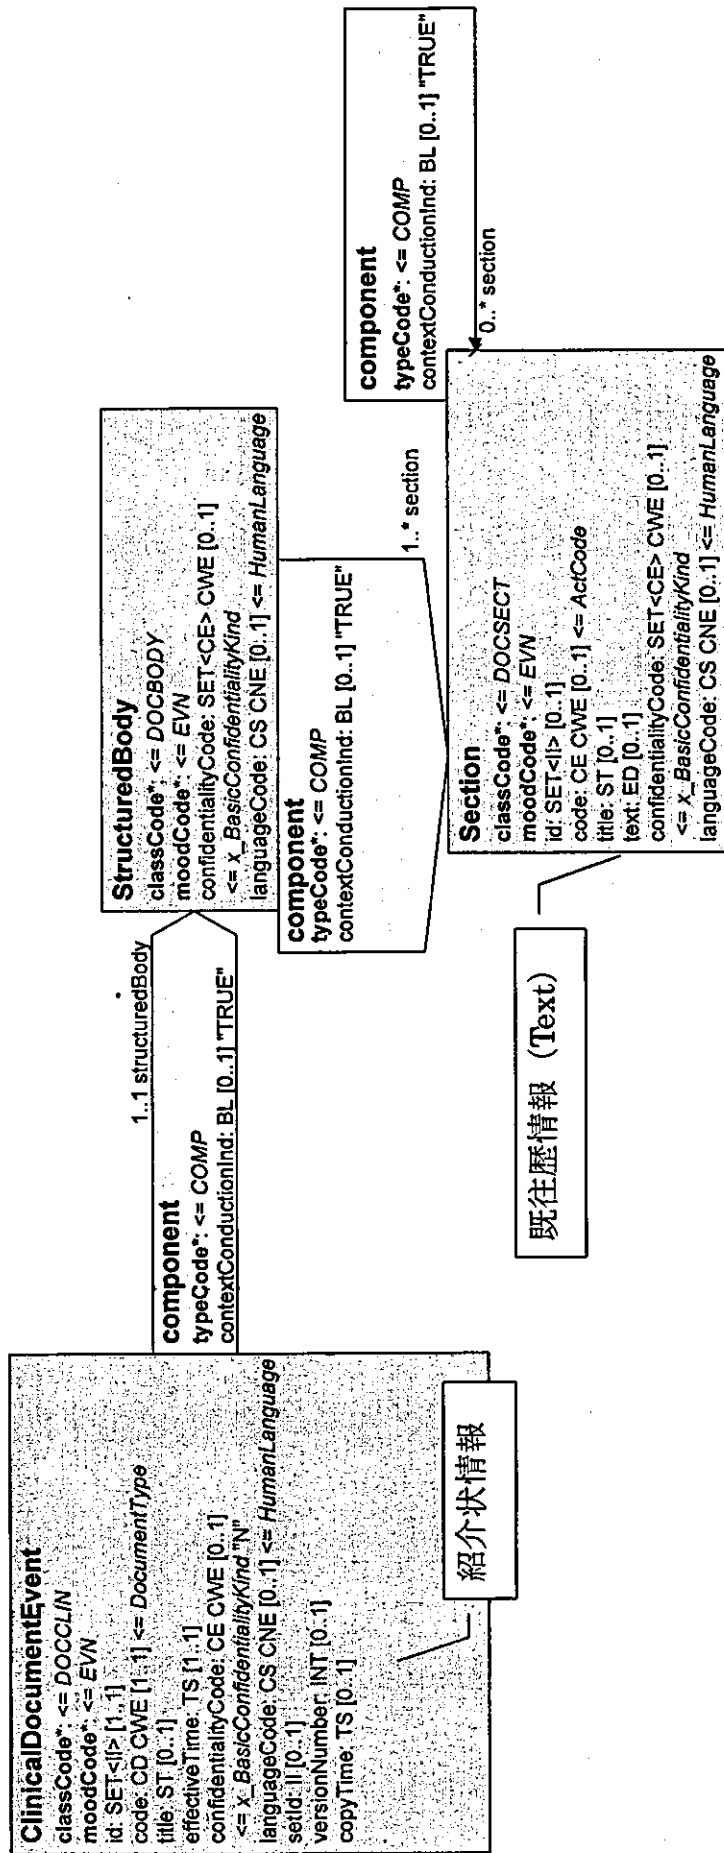 ClinicalDocumentEvent
classCode*: <= DOCCLIN
moodCode*: <= EVN
id: SET<II> [1..1]
code: CD CWE [1..1] <= DocumentType
title: ST [0..1]
effectiveTime: TS [1..1]
confidentialityCode: CE CWE [0..1]
<= x_BasicConfidentialityKind "N"
languageCode: CS CNE [0..1] <= HumanLanguage
setId: II [0..1]
versionNumber: INT [0..1]
copyTime: TS [0..1]
紹介状情報
1..1 structuredBody
component
typeCode*: <= COMP
contextConductionInd: BL [0..1] "TRUE"
StructuredBody
classCode*: <= DOCBODY
moodCode*: <= EVN
confidentialityCode: SET<CE> CWE [0..1]
<= x_BasicConfidentialityKind
languageCode: CS CNE [0..1] <= HumanLanguage
component
typeCode*: <= COMP
contextConductionInd: BL [0..1] "TRUE"
1..* section
既往歴情報 (Text)
Section
classCode*: <= DOCSECT
moodCode*: <= EVN
id: SET<II> [0..1]
code: CE CWE [0..1] <= ActCode
title: ST [0..1]
text: ED [0..1]
confidentialityCode: SET<CE> CWE [0..1]
<= x_BasicConfidentialityKind
languageCode: CS CNE [0..1] <= HumanLanguage
component
typeCode*: <= COMP
contextConductionInd: BL [0..1] "TRUE"
0..* section